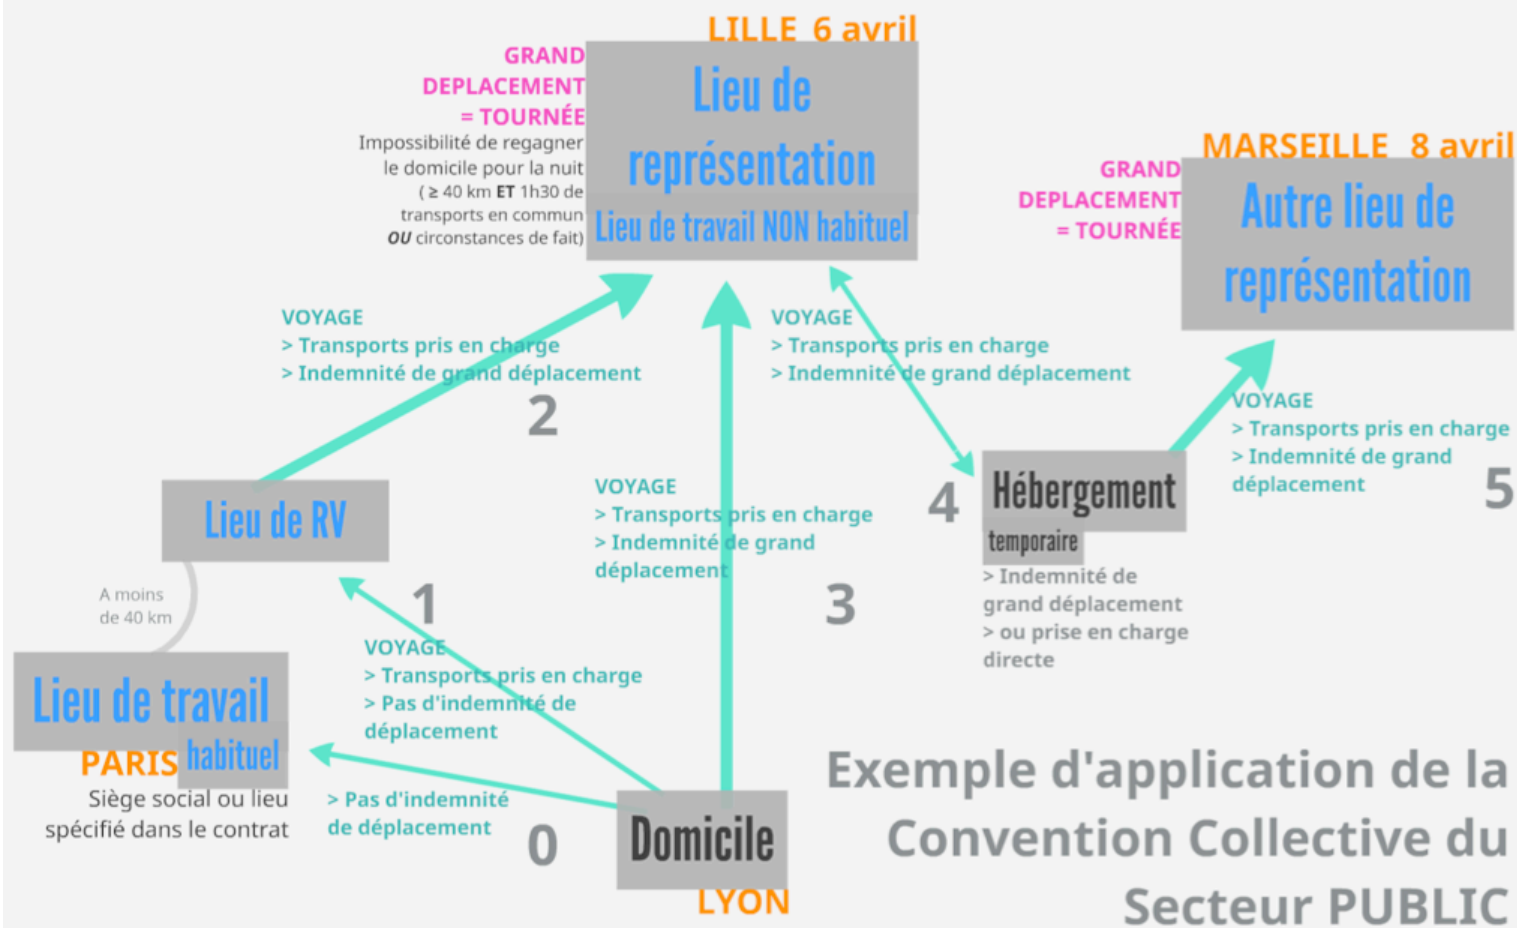 LILLE 6 avril
GRAND
DEPLACEMENT
= TOURNÉE
Impossibilité de regagner
le domicile pour la nuit
( ≥ 40 km ET 1h30 de
transports en commun
OU circonstances de fait)
Lieu de
représentation
Lieu de travail NON habituel
MARSEILLE 8 avril
GRAND
DEPLACEMENT
= TOURNÉE
Autre lieu de
représentation
VOYAGE
> Transports pris en charge
> Indemnité de grand déplacement
2
VOYAGE
> Transports pris en charge
> Indemnité de grand déplacement
4
VOYAGE
> Transports pris en charge
> Indemnité de grand
déplacement
5
Lieu de RV
VOYAGE
> Transports pris en charge
> Indemnité de grand
déplacement
3
Hébergement
temporaire
> Indemnité de
grand déplacement
> ou prise en charge
directe
A moins
de 40 km
1
VOYAGE
> Transports pris en charge
> Pas d'indemnité de
déplacement
Lieu de travail
habituel
PARIS
Siège social ou lieu
spécifié dans le contrat
> Pas d'indemnité
de déplacement
0
Domicile
LYON
Exemple d'application de la
Convention Collective du
Secteur PUBLIC